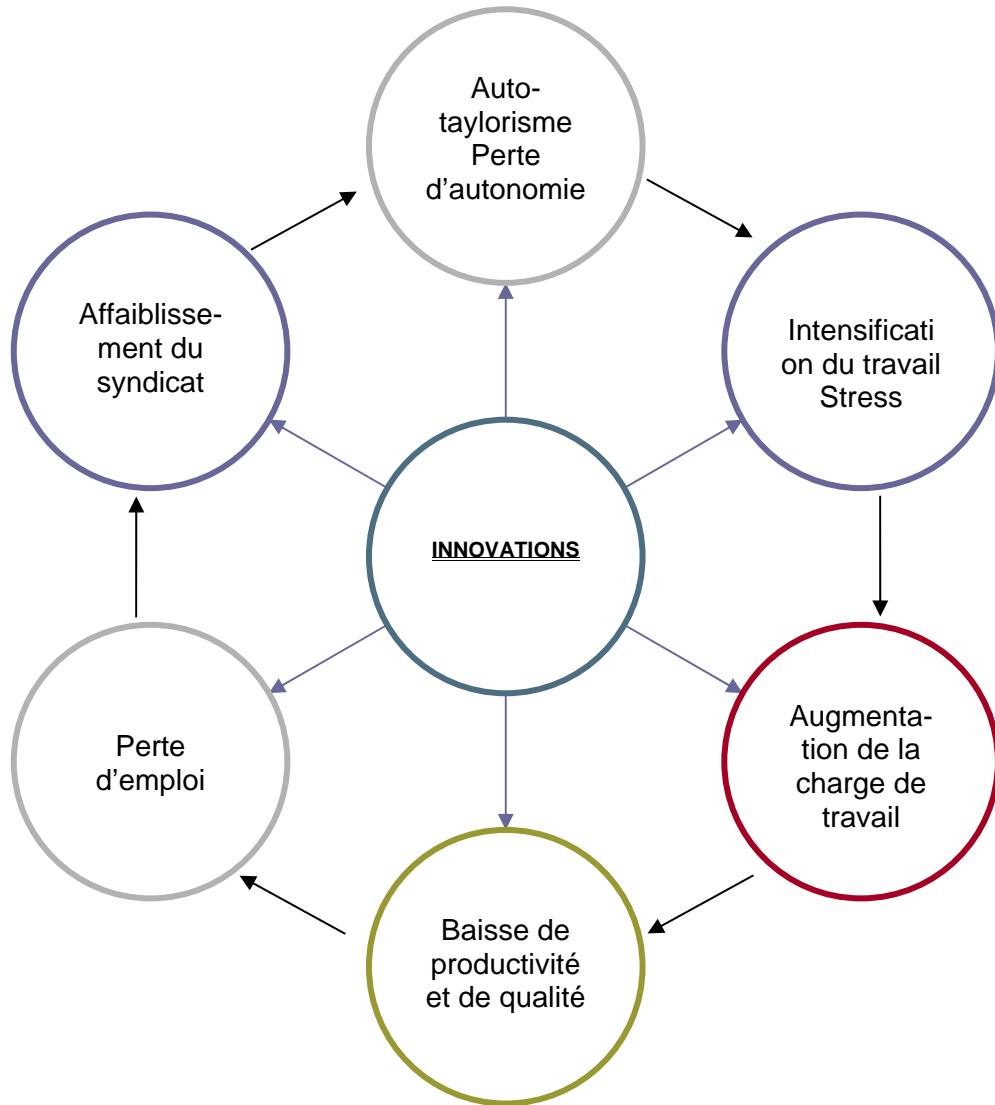 Auto-
taylorisme
Perte
d’autonomie
Affaiblisse-
ment du
syndicat
Intensificati
on du travail
Stress
INNOVATIONS
Perte
d’emploi
Augmenta-
tion de la
charge de
travail
Baisse de
productivité
et de qualité